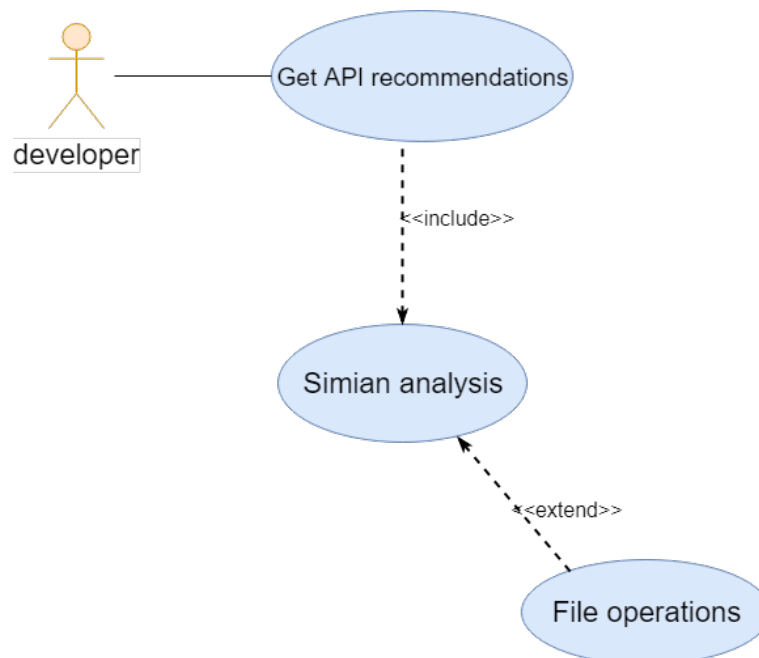 Get API recommendations
developer
<<include>>
Simian analysis
<<extend>>
File operations